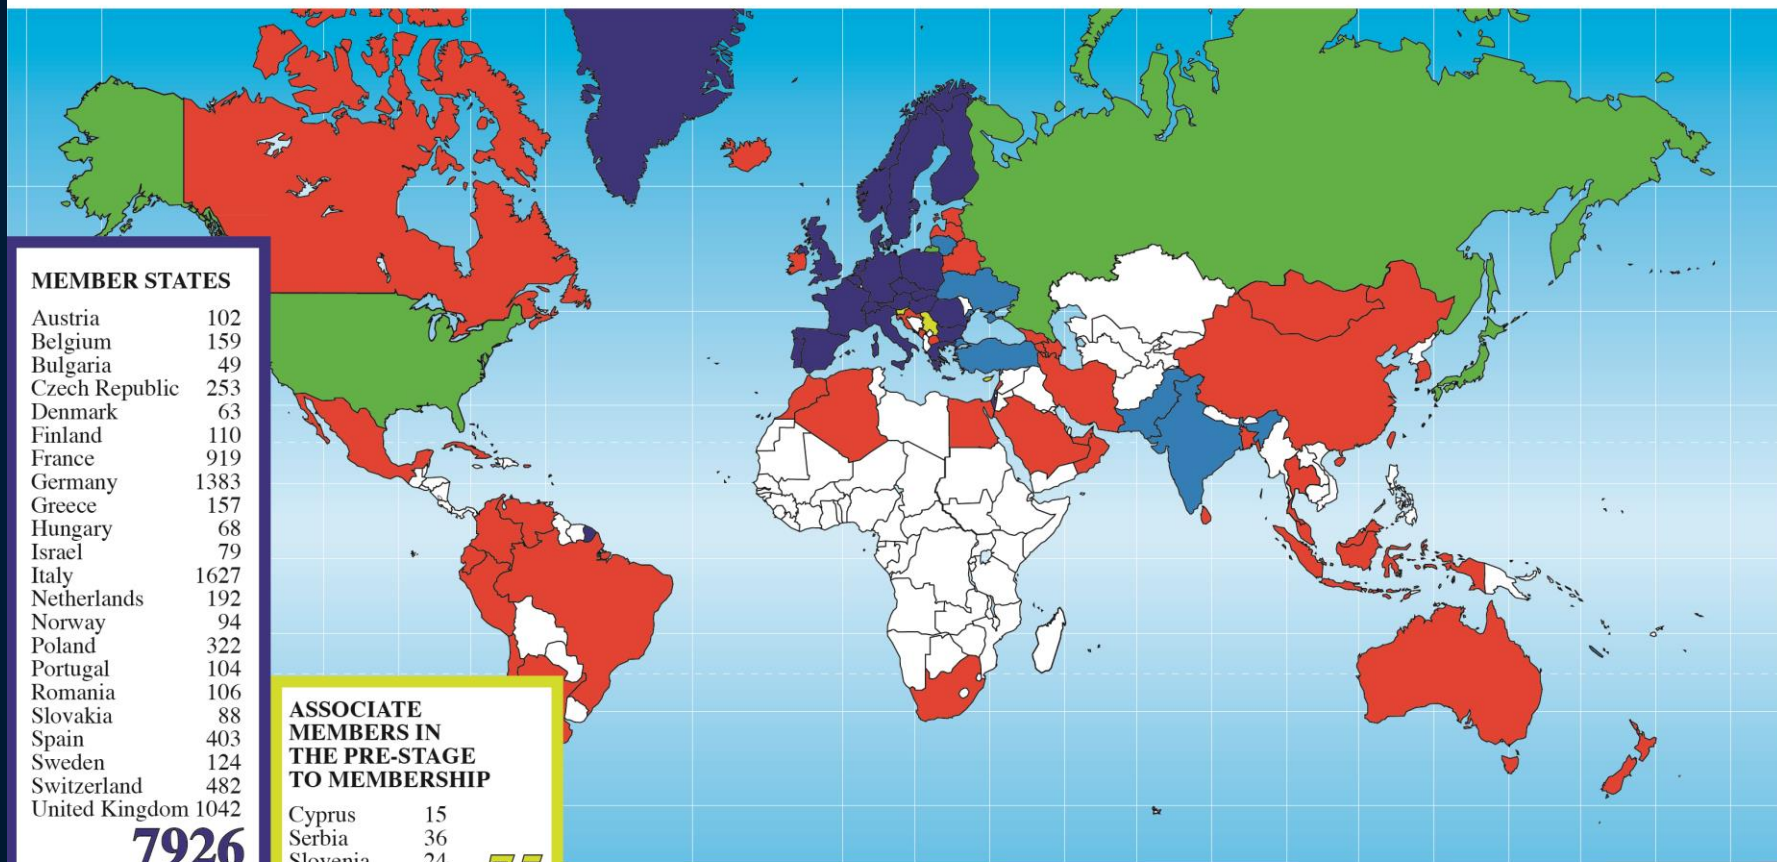 MEMBER STATES
Austria 102
Belgium 159
Bulgaria 49
Czech Republic 253
Denmark 63
Finland 110
France 919
Germany 1383
Greece 157
Hungary 68
Israel 79
Italy 1627
Netherlands 192
Norway 94
Poland 322
Portugal 104
Romania 106
Slovakia 88
Spain 403
Sweden 124
Switzerland 482
United Kingdom 1042
7926
ASSOCIATE
MEMBERS IN
THE PRE-STAGE
TO MEMBERSHIP
Cyprus 15
Serbia 36
Slovenia 24